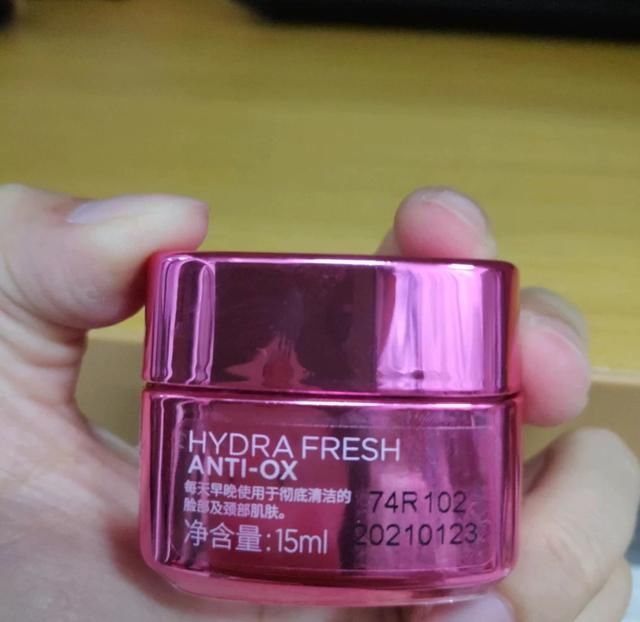 HYDRA FRESH
ANTI-OX
每天早晚使用于彻底清洁的
脸部及颈部肌肤。
净含量:15ml
74R102
20210123